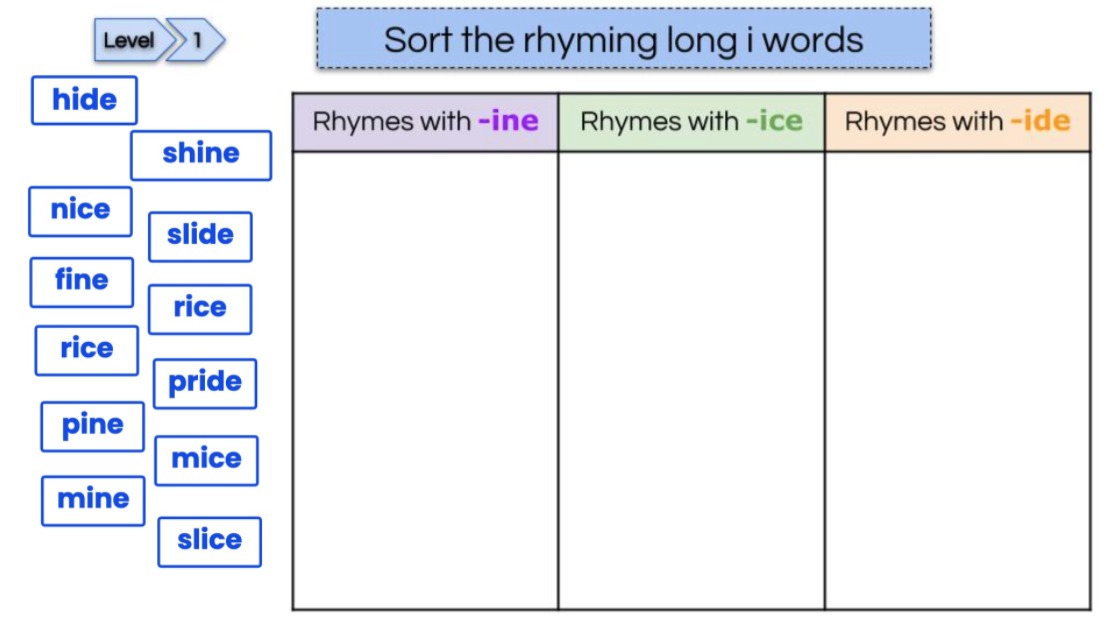 Level 1
Sort the rhyming long i words
hide
shine
nice
slide
fine
rice
rice
pride
pine
mice
mine
slice
Rhymes with -ine
Rhymes with -ice
Rhymes with -ide